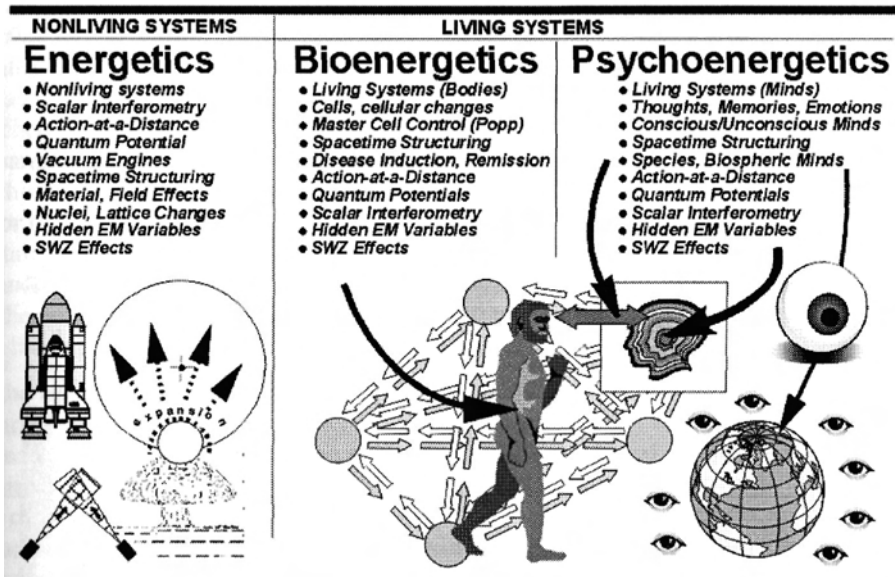 NONLIVING SYSTEMS
LIVING SYSTEMS
Energetics
• Nonliving systems
• Scalar Interferometry
• Action-at-a-Distance
• Quantum Potential
• Vacuum Engines
• Spacetime Structuring
• Material, Field Effects
• Nuclei, Lattice Changes
• Hidden EM Variables
• SWZ Effects
expansion
Bioenergetics
• Living Systems (Bodies)
• Cells, cellular changes
• Master Cell Control (Popp)
• Spacetime Structuring
• Disease Induction, Remission
• Action-at-a-Distance
• Quantum Potentials
• Scalar Interferometry
• Hidden EM Variables
• SWZ Effects
Psychoenergetics
• Living Systems (Minds)
• Thoughts, Memories, Emotions
• Conscious/Unconscious Minds
• Spacetime Structuring
• Species, Biospheric Minds
• Action-at-a-Distance
• Quantum Potentials
• Scalar Interferometry
• Hidden EM Variables
• SWZ Effects